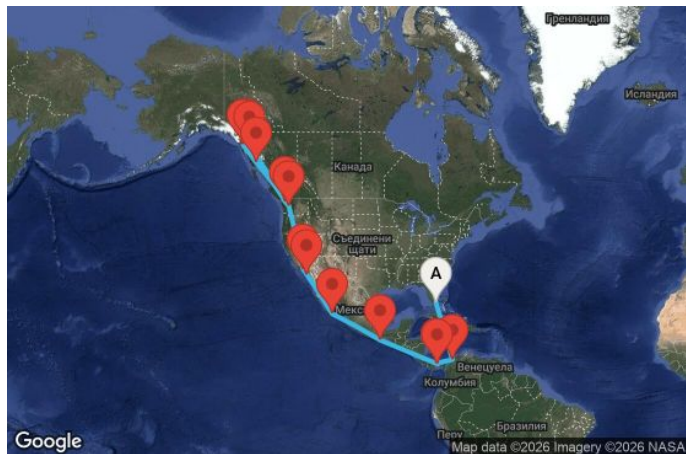 Гренландия
Исландия
Канада
Съединени
щати
A
Мекс
Венецуела
Колумбия
Бразилия
Перу
Google
Map data ©2026 Imagery ©2026 NASA